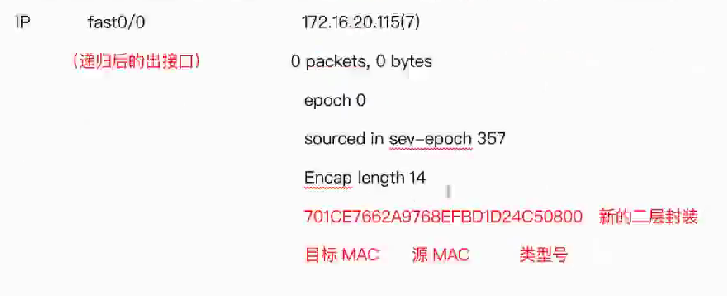 IP fast0/0 172.16.20.115(7)
(递归后的出接口) 0 packets, 0 bytes
epoch 0
sourced in sev-epoch 357
Encap length 14
701CE7662A9768EFBD1D24C50800 新的二层封装
目标 MAC 源 MAC 类型号